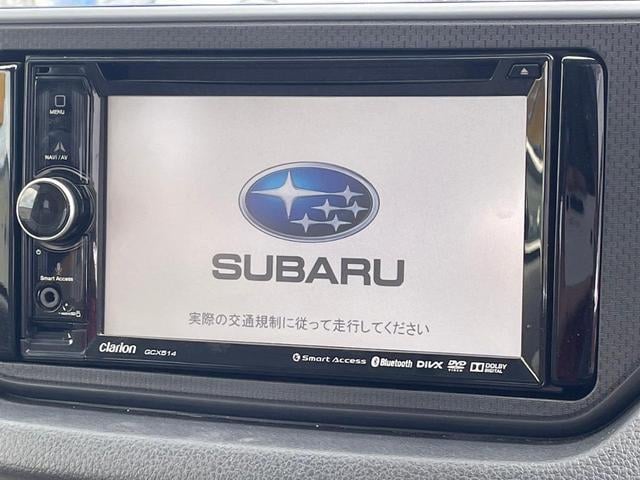 MENU
NAVI / AV
Smart Access
SUBARU
実際の交通規制に従って走行してください
clarion GCX514
Smart Access Bluetooth DIVX DVD VIDEO DOLBY DIGITAL